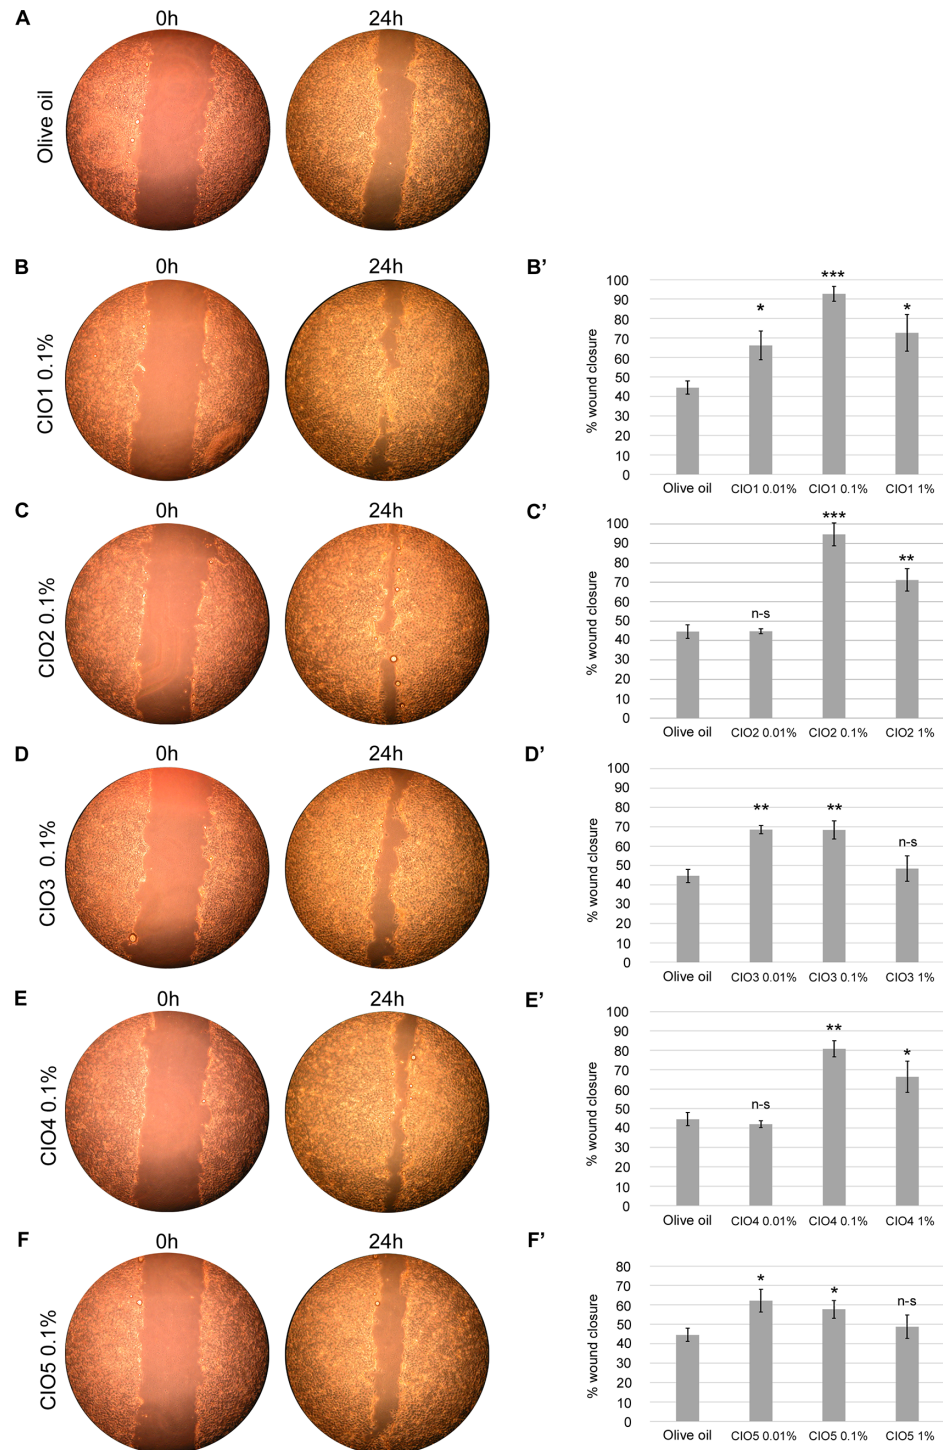 A
0h
24h
Olive oil
B
0h
24h
ClO1 0.1%
B’
% wound closure
100
90
80
70
60
50
40
30
20
10
0
*
***
*
Olive oil
ClO1 0.01%
ClO1 0.1%
ClO1 1%
C
0h
24h
ClO2 0.1%
C’
% wound closure
100
90
80
70
60
50
40
30
20
10
0
n-s
***
**
Olive oil
ClO2 0.01%
ClO2 0.1%
ClO2 1%
D
0h
24h
ClO3 0.1%
D’
% wound closure
100
90
80
70
60
50
40
30
20
10
0
**
**
n-s
Olive oil
ClO3 0.01%
ClO3 0.1%
ClO3 1%
E
0h
24h
ClO4 0.1%
E’
% wound closure
100
90
80
70
60
50
40
30
20
10
0
n-s
**
*
Olive oil
ClO4 0.01%
ClO4 0.1%
ClO4 1%
F
0h
24h
ClO5 0.1%
F’
% wound closure
80
70
60
50
40
30
20
10
0
*
*
n-s
Olive oil
ClO5 0.01%
ClO5 0.1%
ClO5 1%